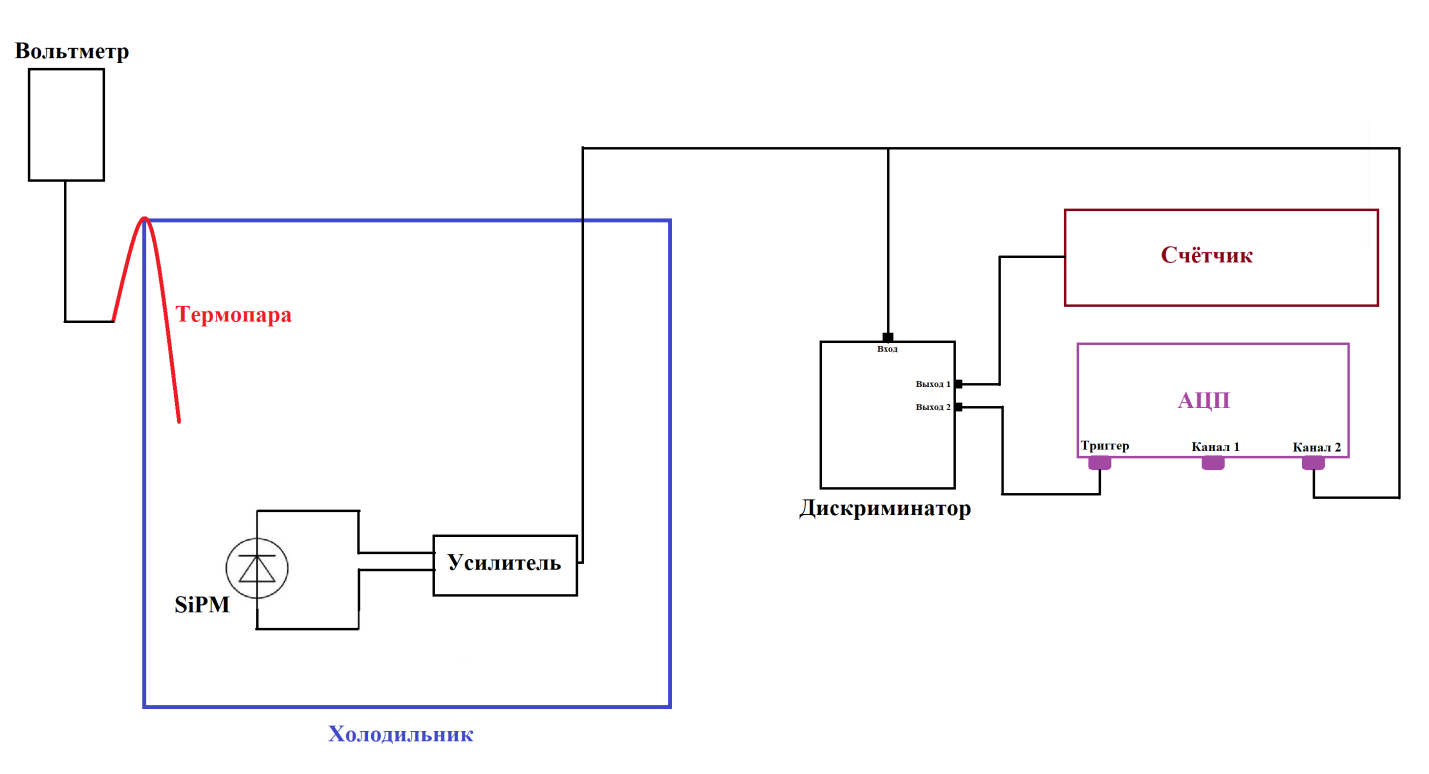 Вольтметр
Термопара
Счётчик
Вход
Выход 1
Выход 2
АЦП
Триггер
Канал 1
Канал 2
Дискриминатор
Усилитель
SiPM
Холодильник